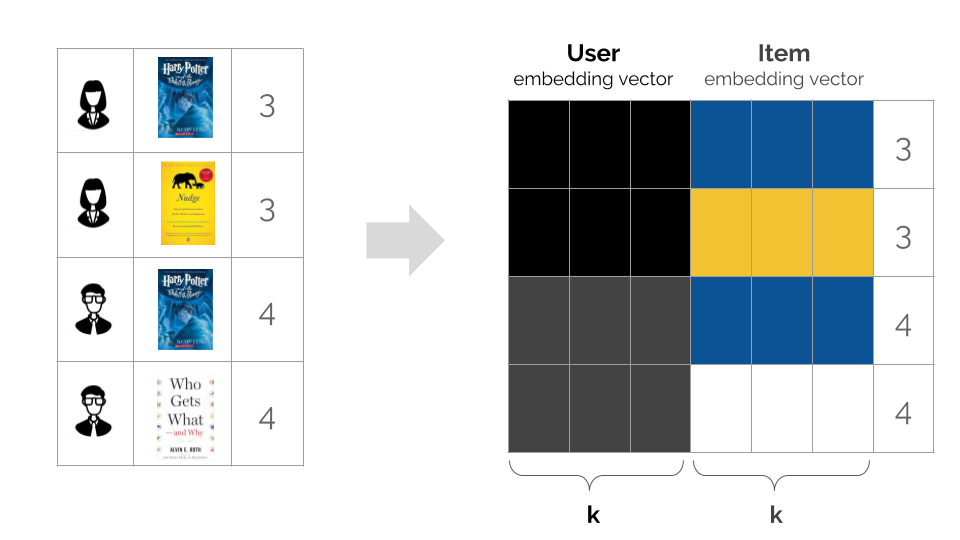 Harry Potter
3
Nudge
3
Harry Potter
4
Who
Gets
What
—and Why
ALVIN E. ROTH
4
User
embedding vector
Item
embedding vector
3
3
4
4
k
k